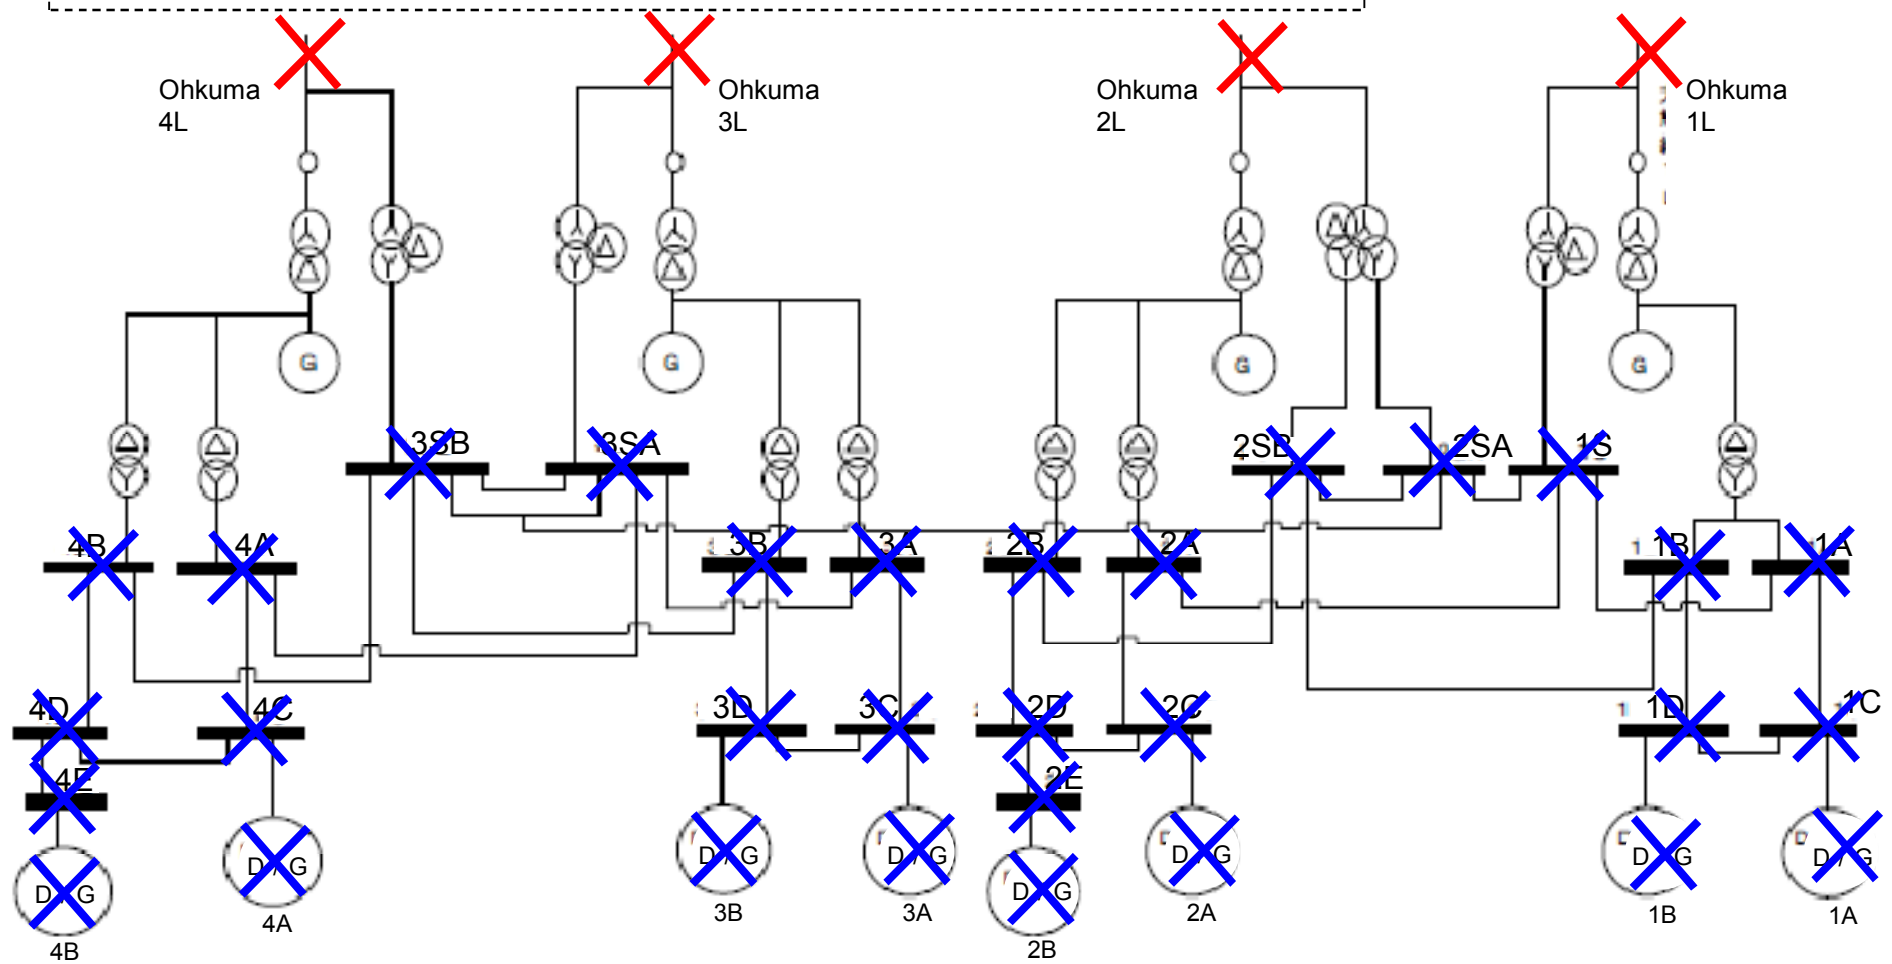 Ohkuma
4L
Ohkuma
3L
Ohkuma
2L
Ohkuma
1L
G
G
G
G
3SB
3SA
2SB
2SA
1S
4B
4A
3B
3A
2B
2A
1B
1A
4D
4C
3D
3C
2D
2C
1D
1C
4E
2E
D/G
D/G
D/G
D/G
D/G
D/G
D/G
D/G
4B
4A
3B
3A
2B
2A
1B
1A